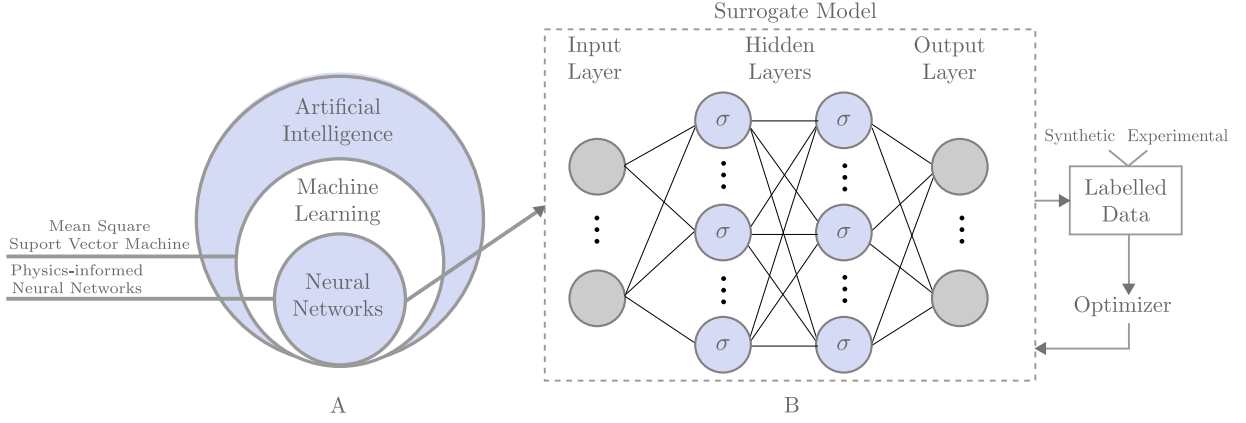 Artificial
Intelligence
Machine
Learning
Mean Square
Suport Vector Machine
Physics-informed
Neural Networks
Neural
Networks
A
Surrogate Model
Input
Layer
Hidden
Layers
Output
Layer
σ
σ
σ
σ
σ
σ
B
Synthetic Experimental
Labelled
Data
Optimizer